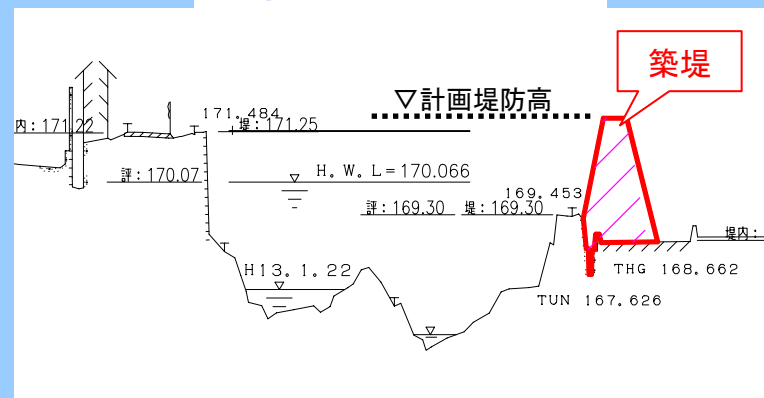 築堤
▽計画堤防高
171.484
内:171.22
堤:171.25
評:170.07
H.W.L=170.066
169.453
評:169.30 堤:169.30
堤内:
H13.1.22
THG 168.662
TUN 167.626